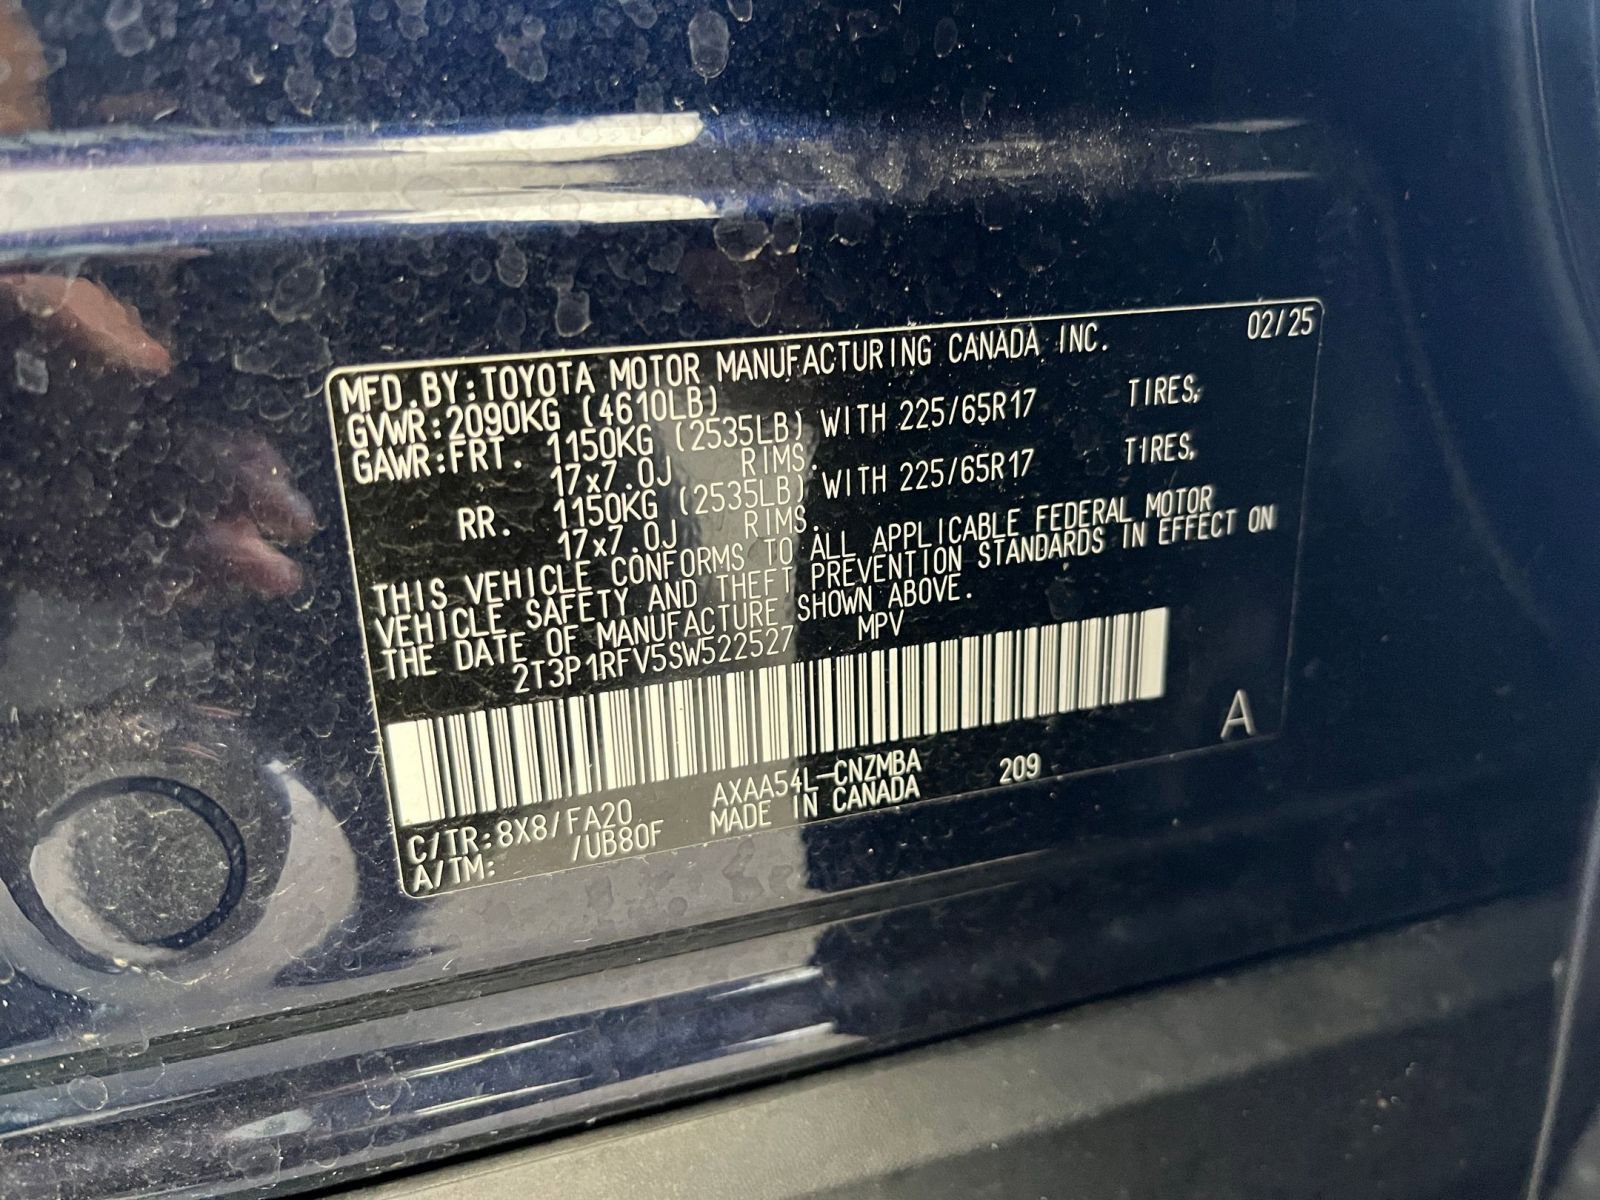 MFD.BY:TOYOTA MOTOR MANUFACTURING CANADA INC. 02/25
GVWR:2090KG (4610LB)
GAWR:FRT. 1150KG (2535LB) WITH 225/65R17 TIRES,
17x7.0J RIMS.
RR. 1150KG (2535LB) WITH 225/65R17 TIRES,
17x7.0J RIMS.
THIS VEHICLE CONFORMS TO ALL APPLICABLE FEDERAL MOTOR
VEHICLE SAFETY AND THEFT PREVENTION STANDARDS IN EFFECT ON
THE DATE OF MANUFACTURE SHOWN ABOVE.
2T3P1RFV5SW522527 MPV
A
C/TR:8X8/FA20 AXAA54L-CNZMBA 209
A/TM: /UB80F MADE IN CANADA